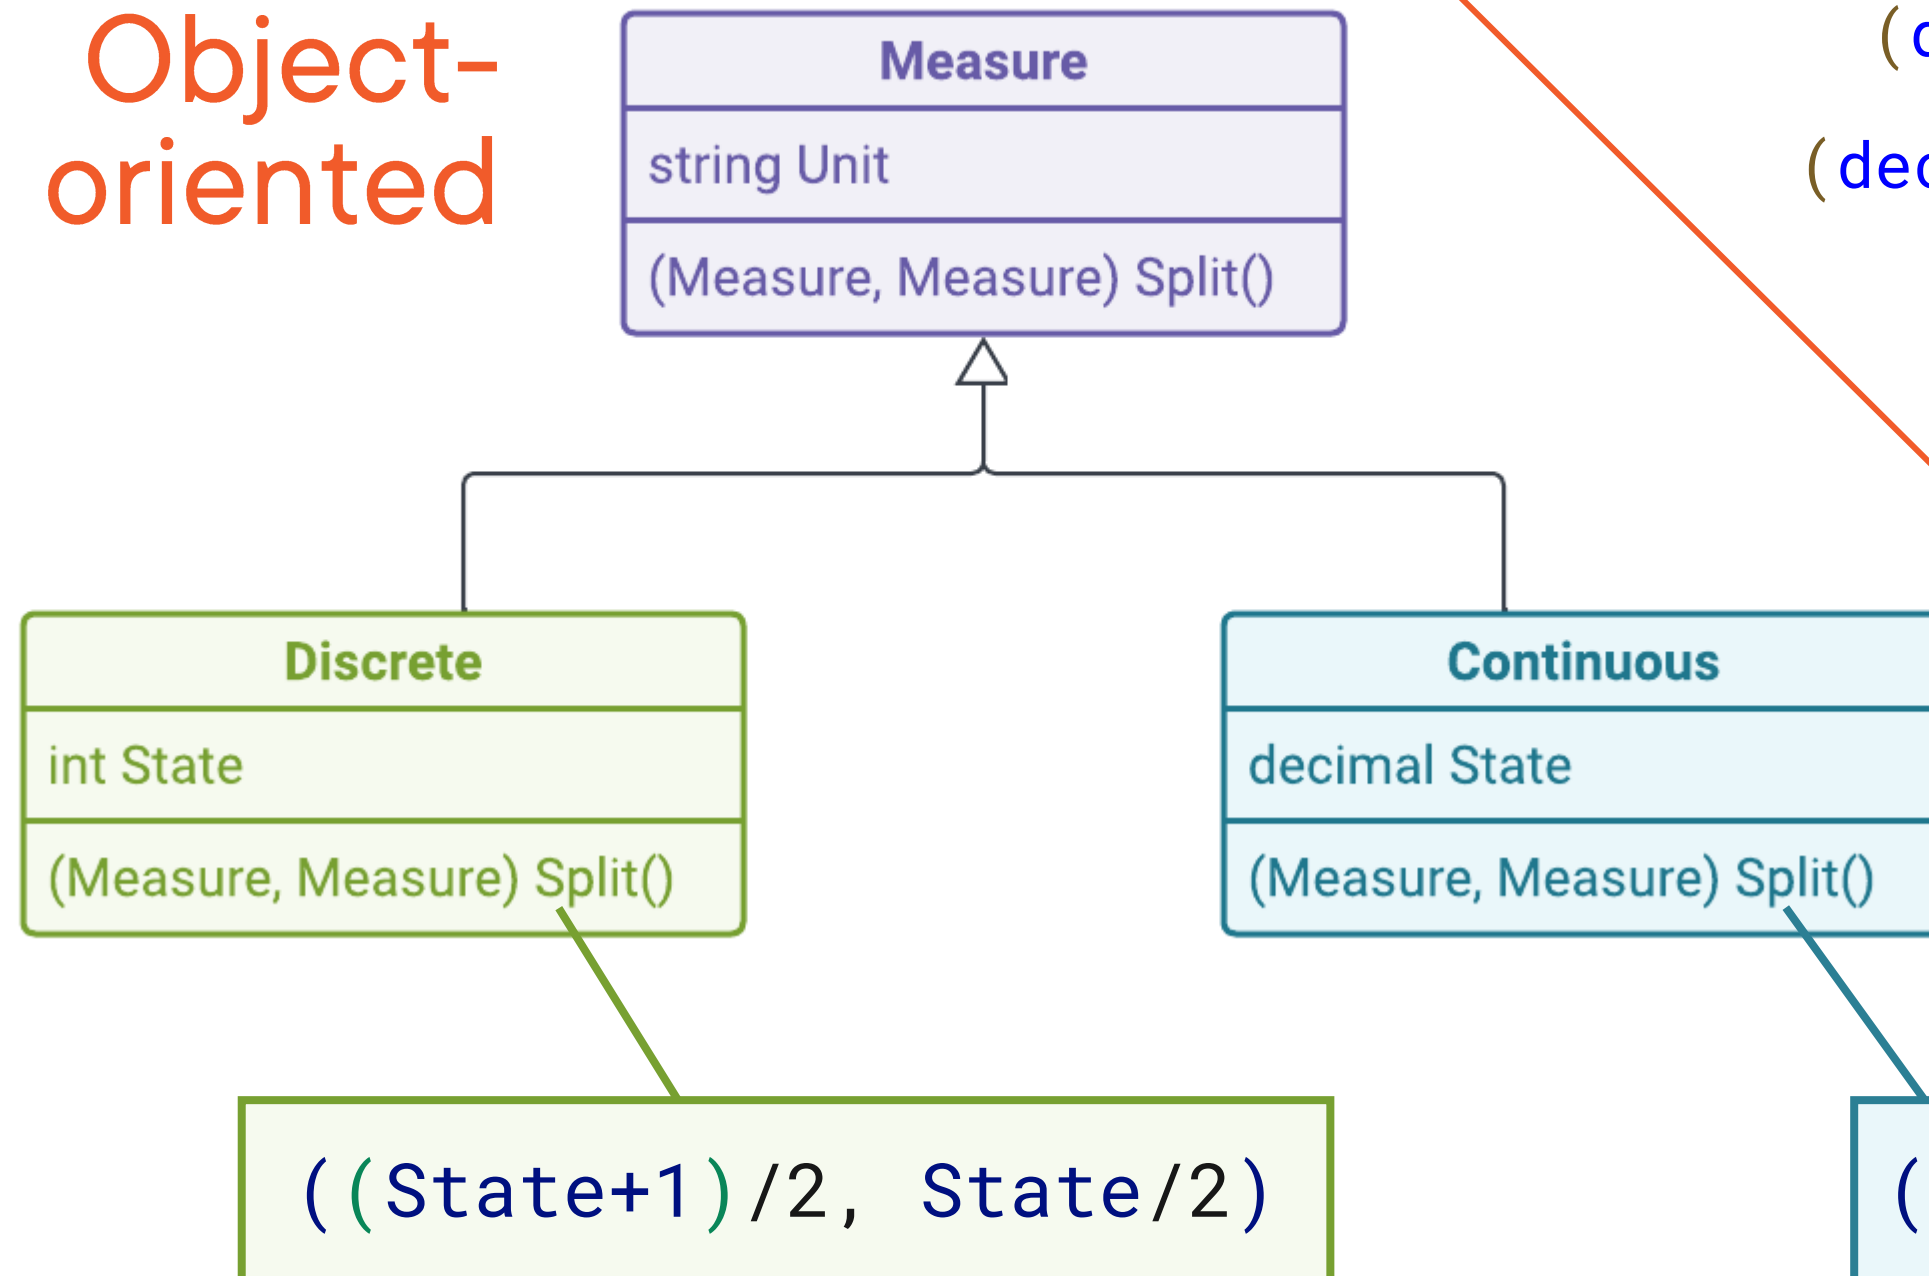 Object-
oriented
Measure
string Unit
(Measure, Measure) Split()
Discrete
int State
(Measure, Measure) Split()
Continuous
decimal State
(Measure, Measure) Split()
((State+1)/2, State/2)
(
(
(